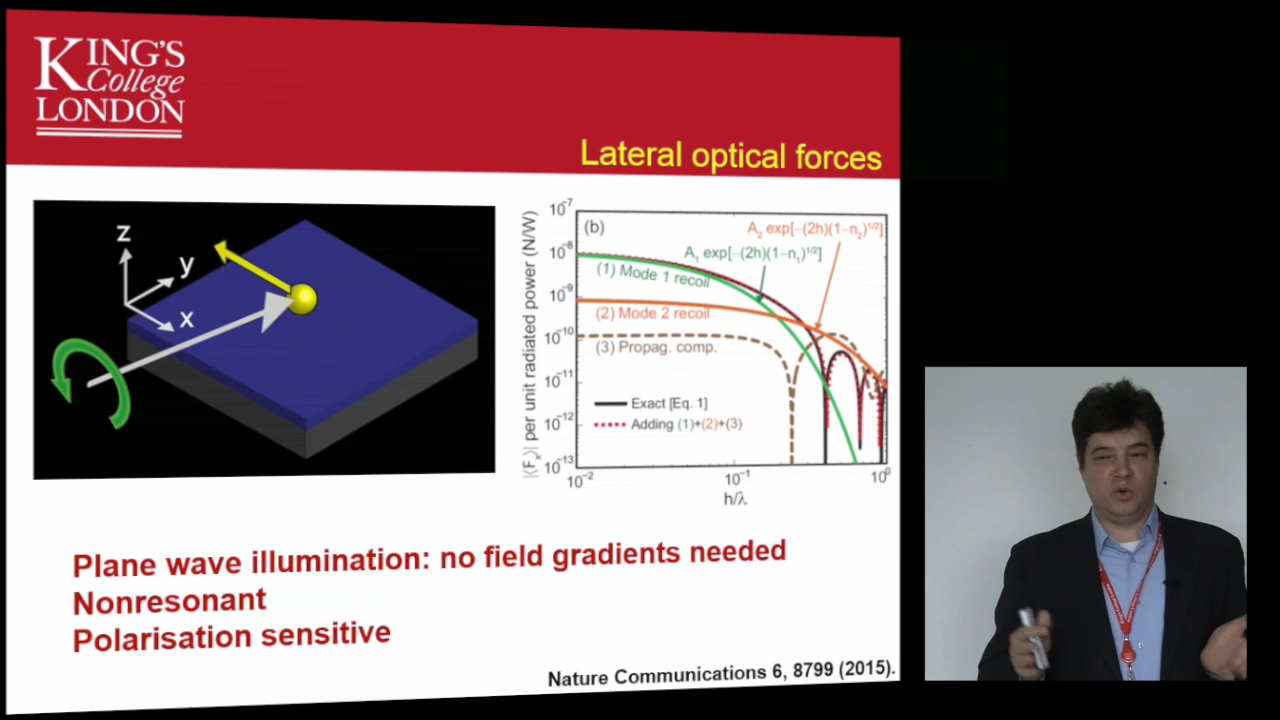 KING'S
College
LONDON
Lateral optical forces
z
y
x
(b)
A₂ exp[−(2h)(1−n₂)^1/2]
A₁ exp[−(2h)(1−n₁)^1/2]
(1) Mode 1 recoil
(2) Mode 2 recoil
(3) Propag. comp.
Exact [Eq. 1]
Adding (1)+(2)+(3)
|⟨Fₓ⟩| per unit radiated power (N/W)
10⁻⁷
10⁻⁸
10⁻⁹
10⁻¹⁰
10⁻¹¹
10⁻¹²
10⁻¹³
10⁻² 10⁻¹ 10⁰
h/λ
Plane wave illumination: no field gradients needed
Nonresonant
Polarisation sensitive
Nature Communications 6, 8799 (2015).